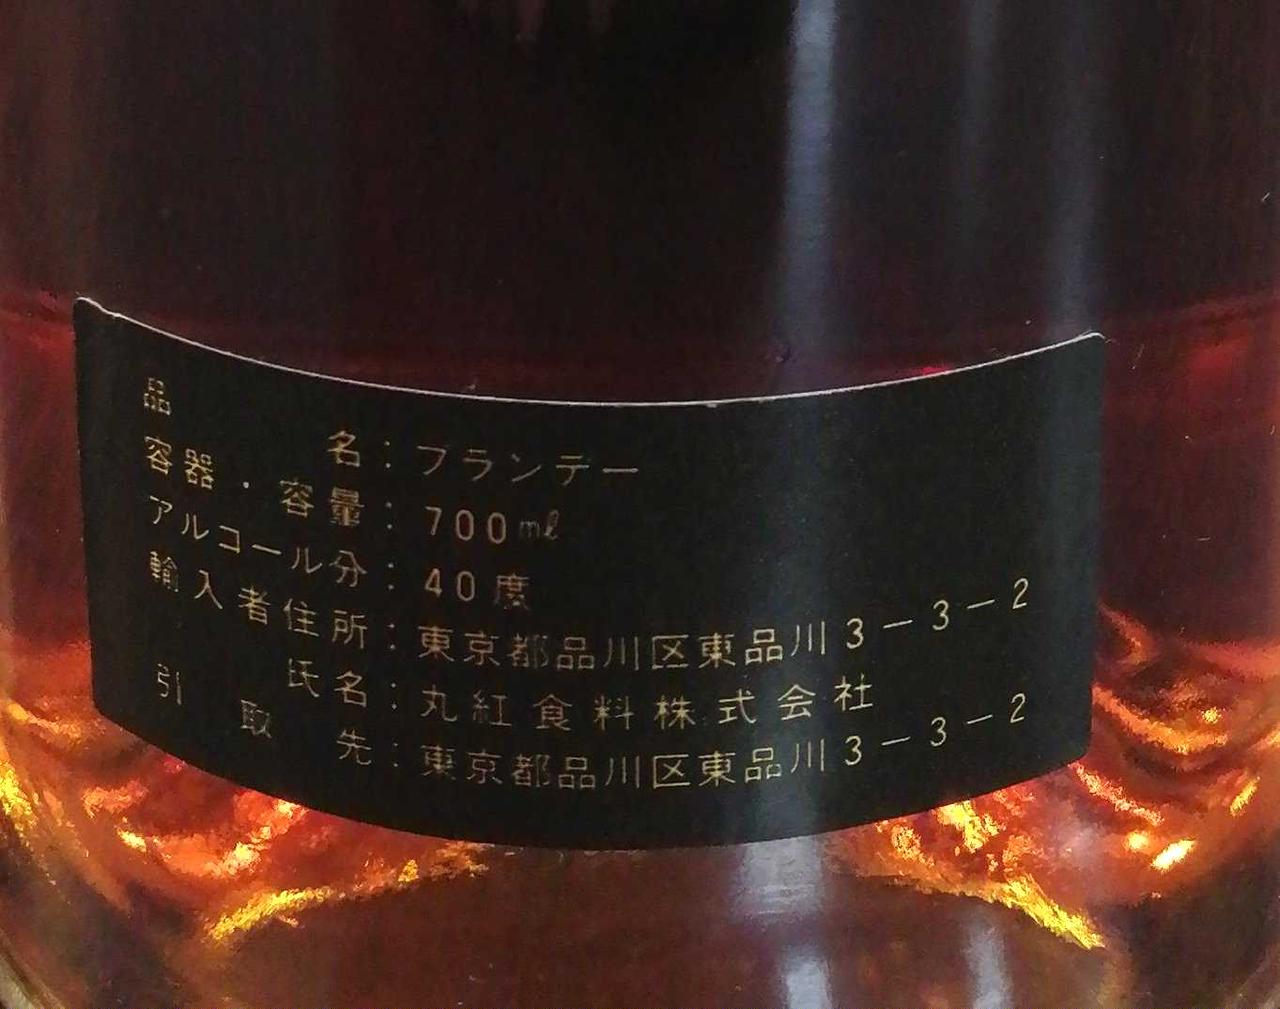 品名：ブランデー
容器・容量：700ml
アルコール分：40度
輸入者住所：東京都品川区東品川3－3－2
氏名：丸紅食料株式会社
引取先：東京都品川区東品川3－3－2